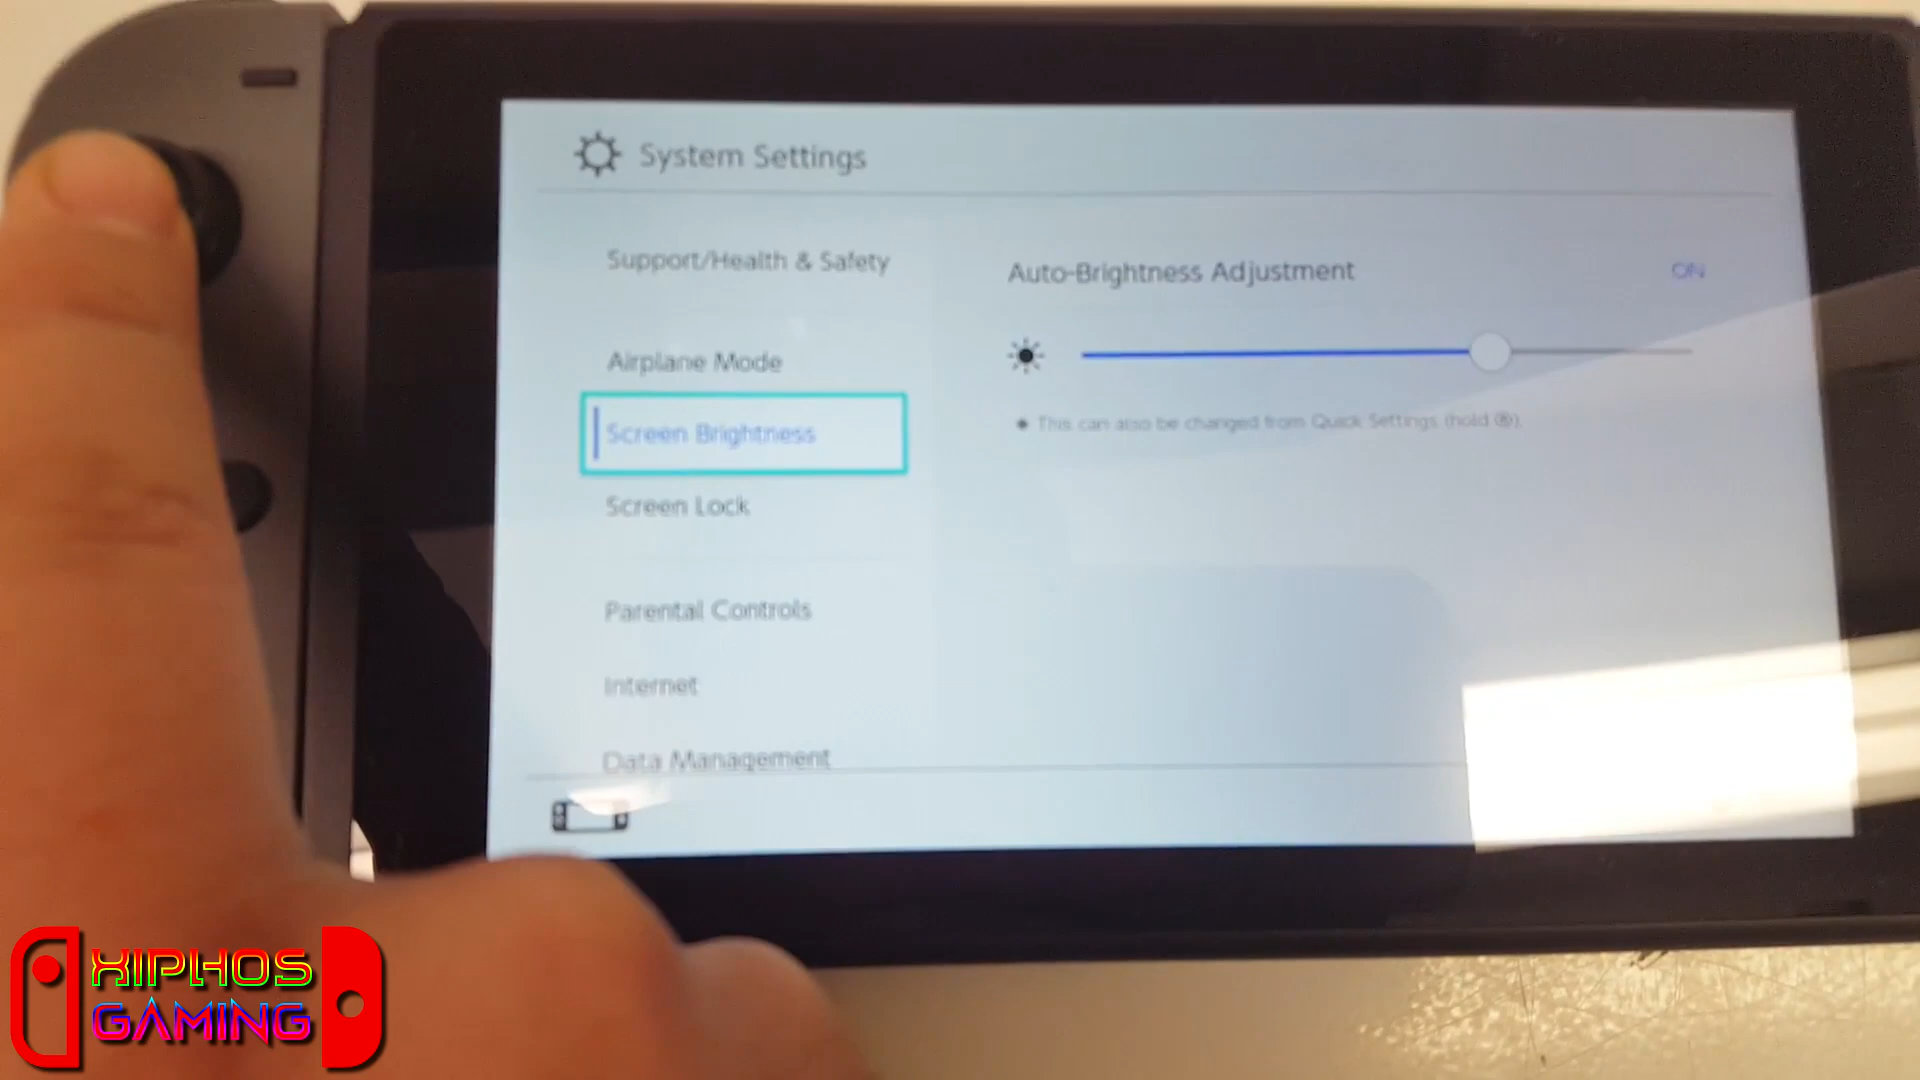 System Settings
Support/Health & Safety
Airplane Mode
Screen Brightness
Screen Lock
Parental Controls
Internet
Data Management
Auto-Brightness Adjustment ON
This can also be changed from Quick Settings (hold Ⓗ).
XIPHOS
GAMING